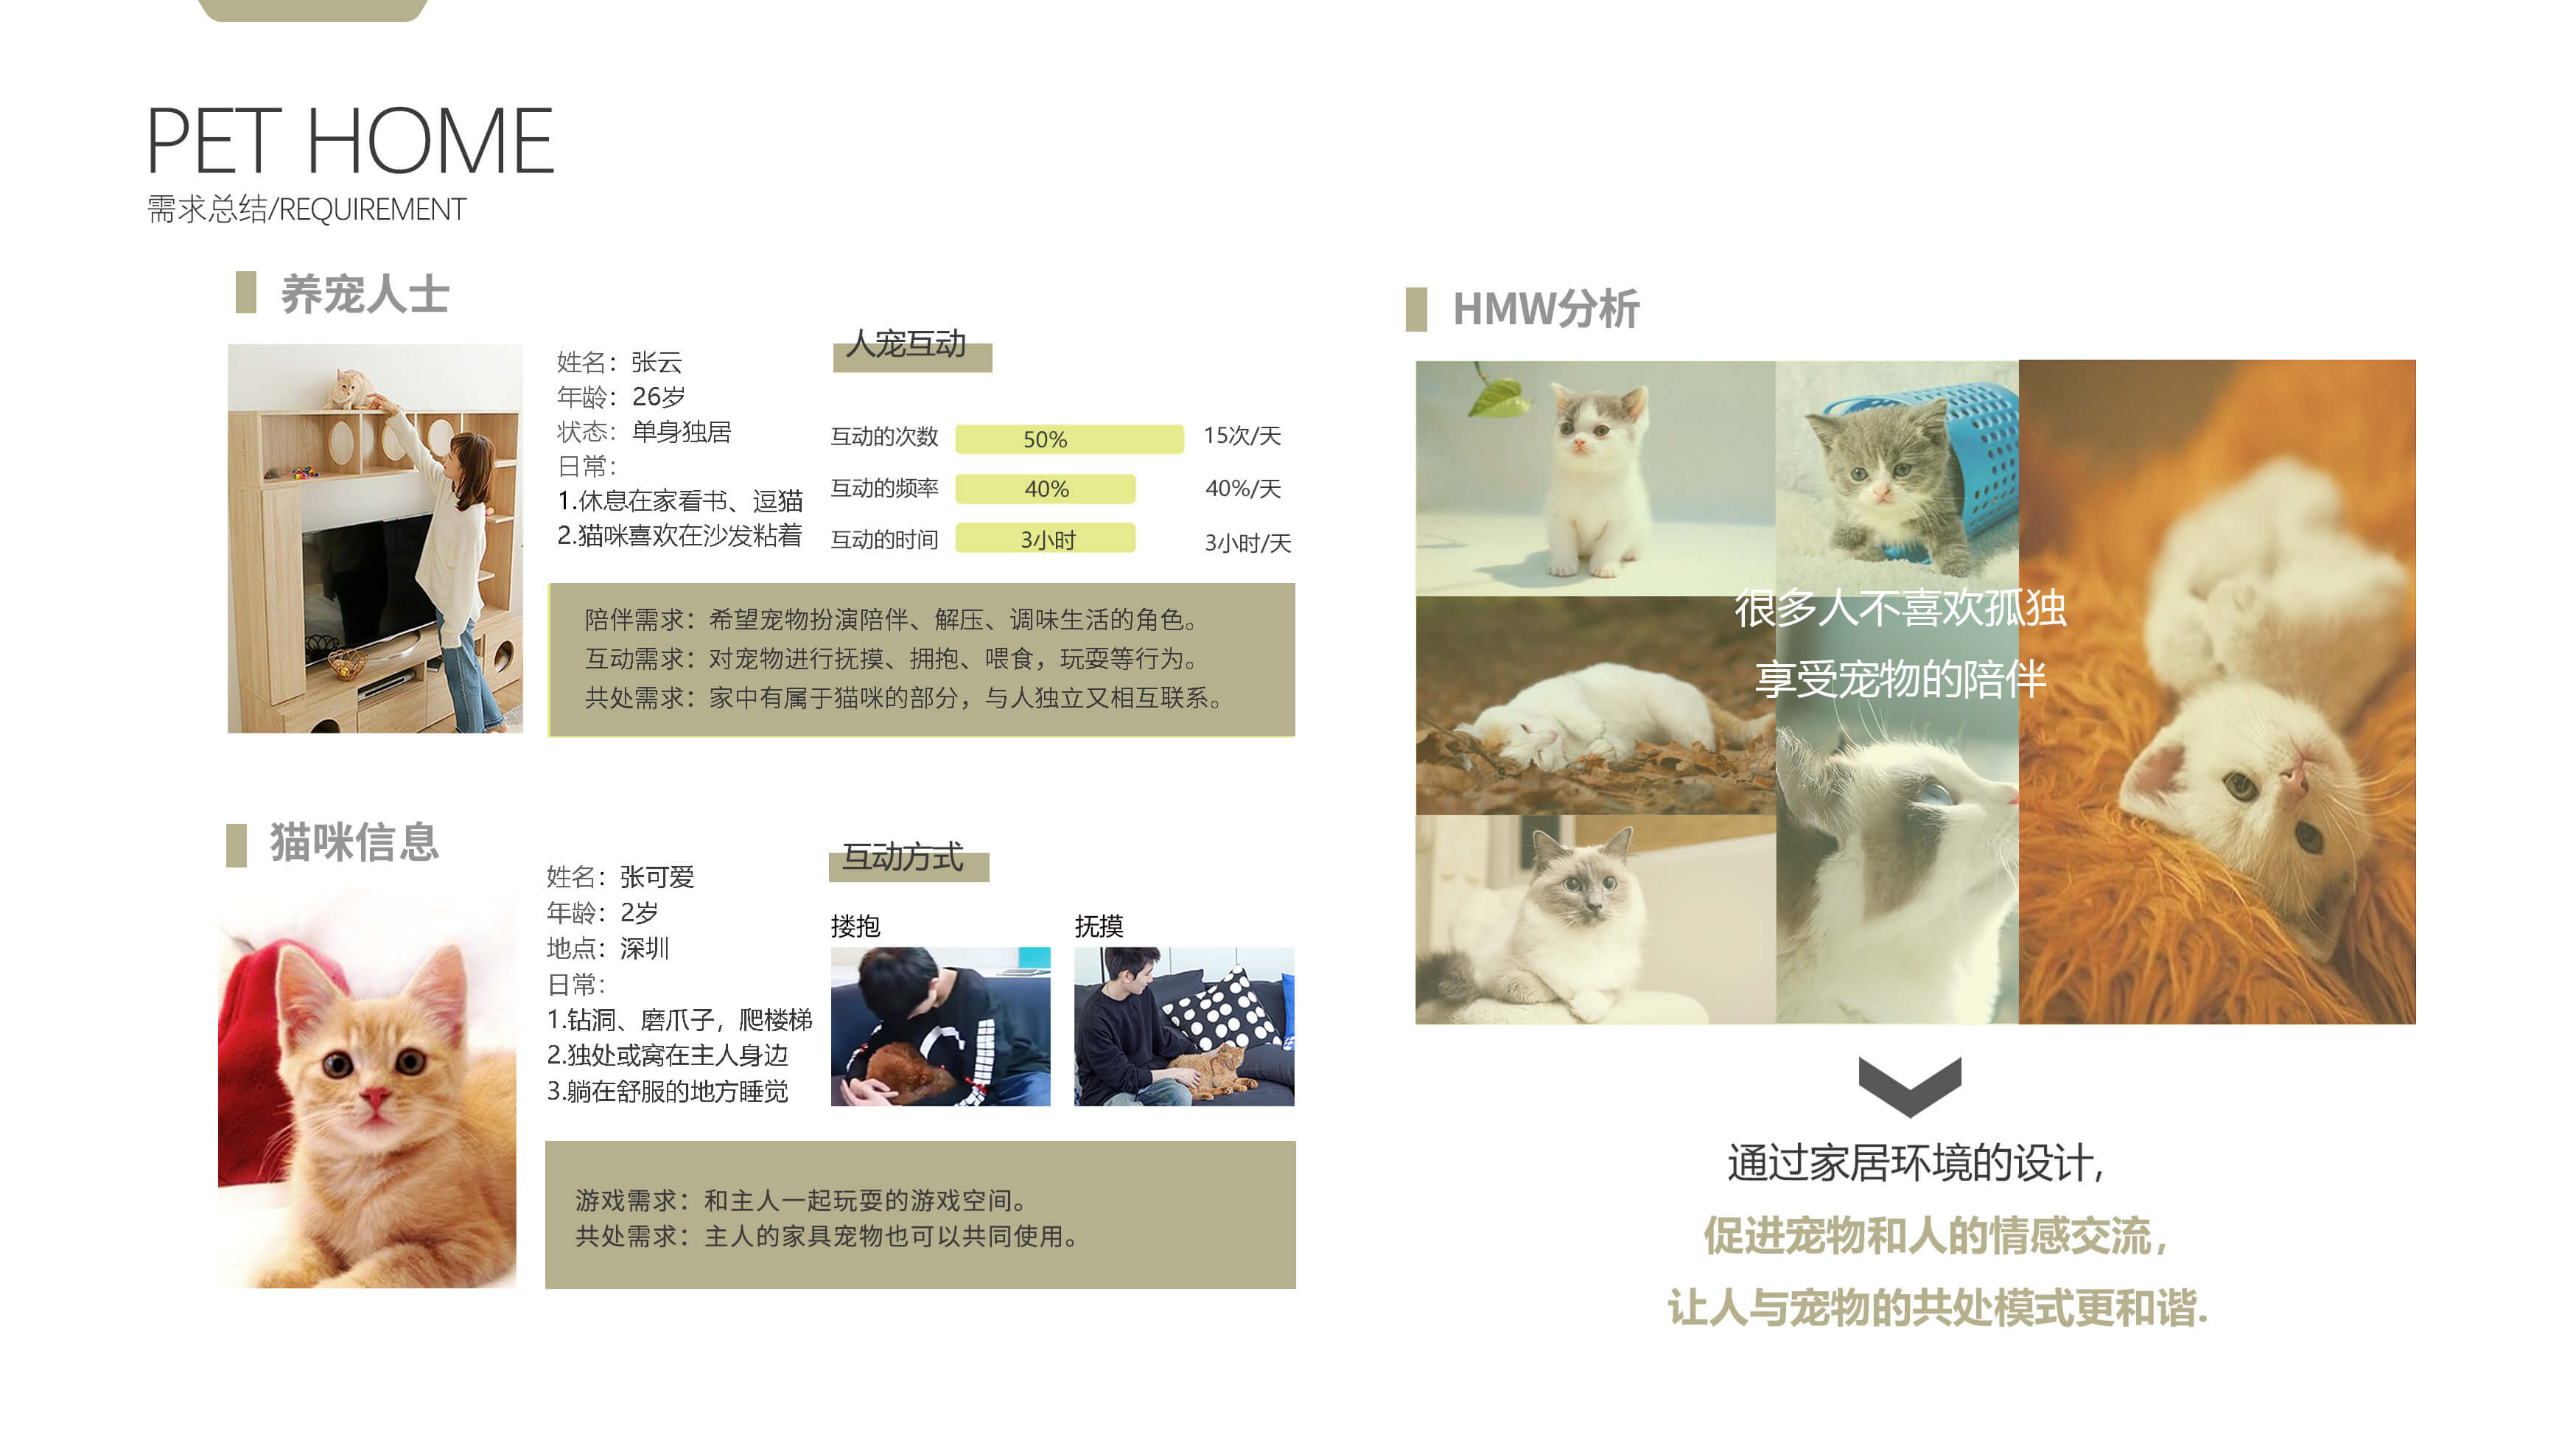 PET HOME
需求总结/REQUIREMENT
养宠人士
姓名：张云
年龄：26岁
状态：单身独居
日常：
1.休息在家看书、逗猫
2.猫咪喜欢在沙发粘着
人宠互动
互动的次数 50% 15次/天
互动的频率 40% 40%/天
互动的时间 3小时 3小时/天
陪伴需求：希望宠物扮演陪伴、解压、调味生活的角色。
互动需求：对宠物进行抚摸、拥抱、喂食，玩耍等行为。
共处需求：家中有属于猫咪的部分，与人独立又相互联系。
猫咪信息
姓名：张可爱
年龄：2岁
地点：深圳
日常：
1.钻洞、磨爪子，爬楼梯
2.独处或窝在主人身边
3.躺在舒服的地方睡觉
互动方式
搂抱 抚摸
游戏需求：和主人一起玩耍的游戏空间。
共处需求：主人的家具宠物也可以共同使用。
HMW分析
很多人不喜欢孤独
享受宠物的陪伴
通过家居环境的设计,
促进宠物和人的情感交流,
让人与宠物的共处模式更和谐.